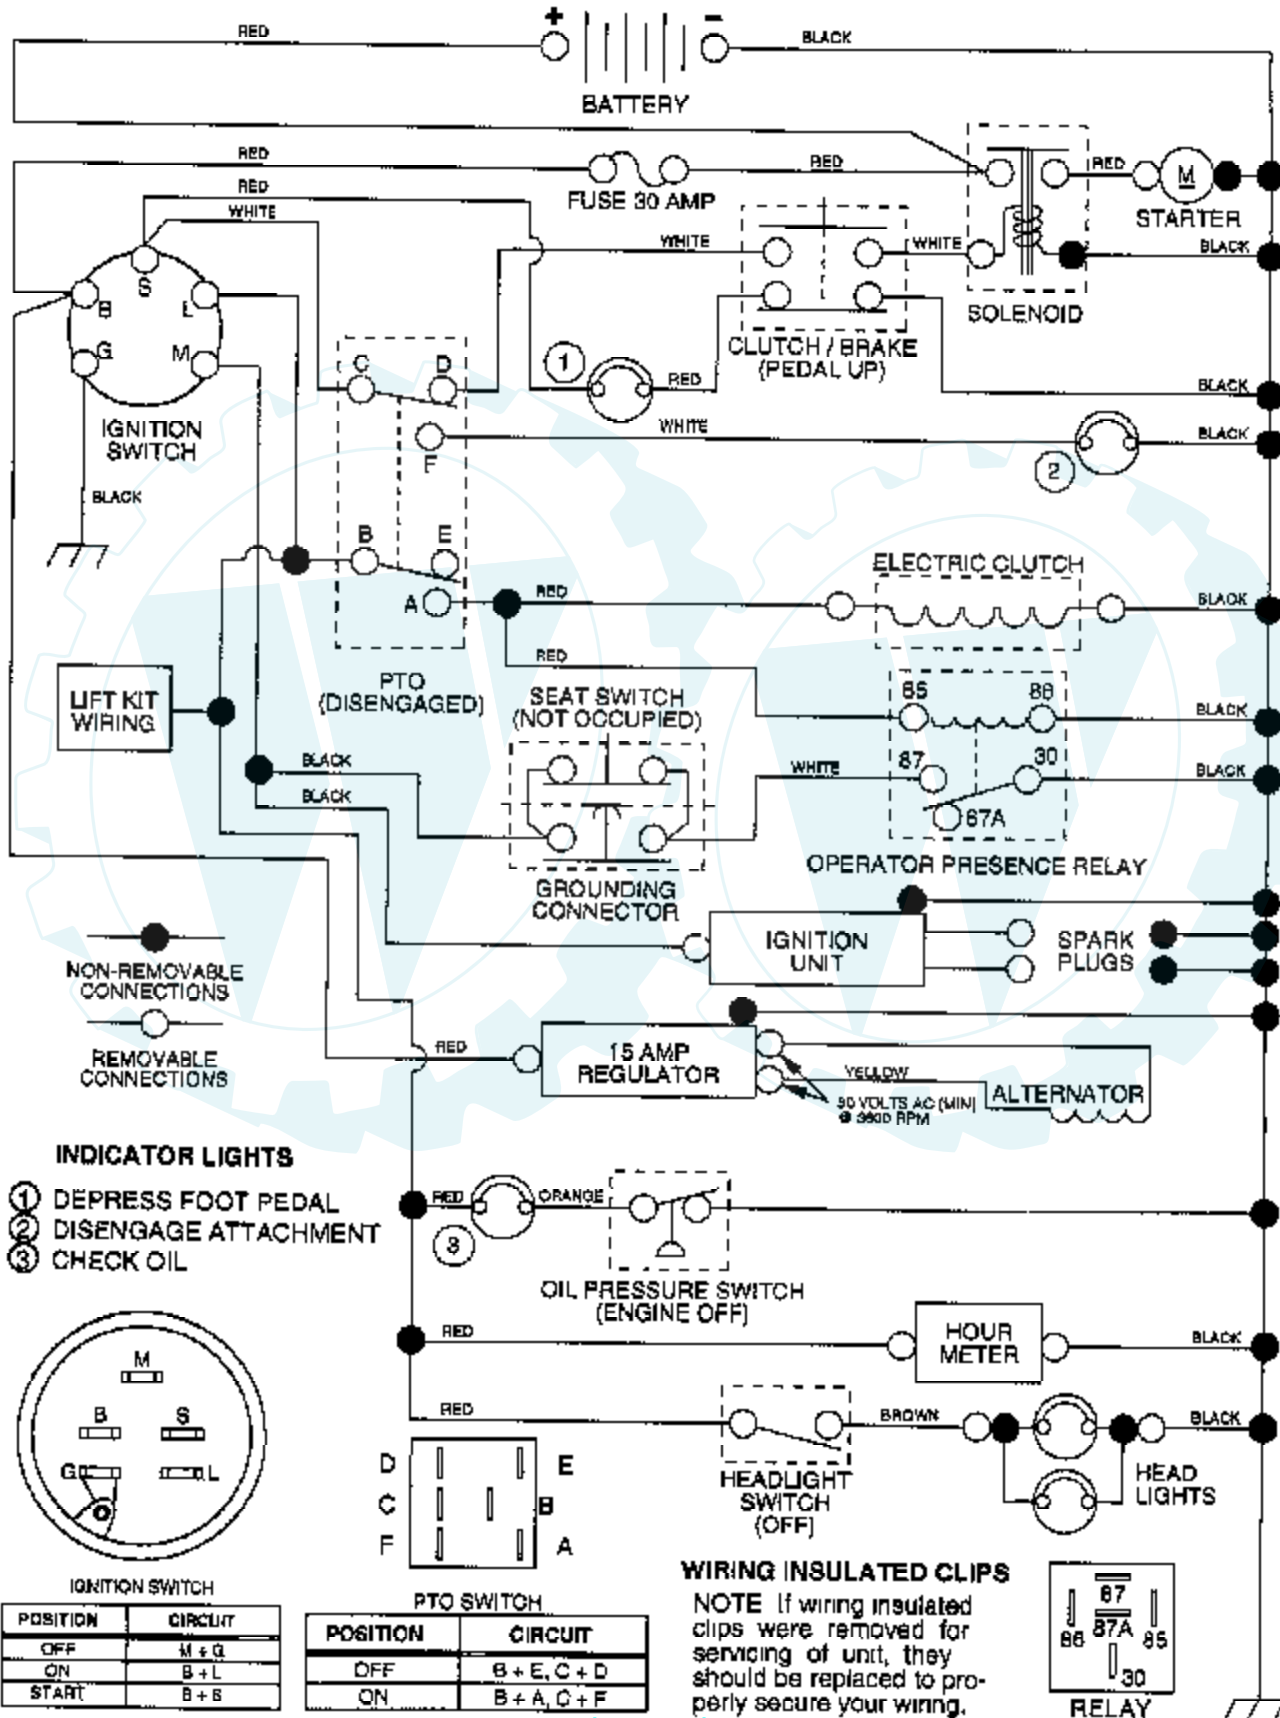 + −
RED BLACK
BATTERY
RED RED RED
FUSE 30 AMP
M
STARTER
RED
WHITE
WHITE WHITE BLACK
SOLENOID
S
B L
G M
IGNITION
SWITCH
CLUTCH / BRAKE
(PEDAL UP)
1
RED
BLACK
C D
WHITE BLACK
F
2
BLACK
B E
ELECTRIC CLUTCH
A RED BLACK
RED
PTO
(DISENGAGED)
LIFT KIT
WIRING
SEAT SWITCH
(NOT OCCUPIED)
85 86
BLACK
BLACK
BLACK
WHITE 87 30 BLACK
87A
OPERATOR PRESENCE RELAY
GROUNDING
CONNECTOR
IGNITION
UNIT
SPARK
PLUGS
NON-REMOVABLE
CONNECTIONS
REMOVABLE
CONNECTIONS
RED
15 AMP
REGULATOR
YELLOW
VOLTS AC (MIN)
RPM
ALTERNATOR
INDICATOR LIGHTS
1 DEPRESS FOOT PEDAL
2 DISENGAGE ATTACHMENT
3 CHECK OIL
RED ORANGE
3
OIL PRESSURE SWITCH
(ENGINE OFF)
RED
HOUR
METER
BLACK
RED BROWN BLACK
HEADLIGHT
SWITCH
(OFF)
HEAD
LIGHTS
M
B S
G L
IGNITION SWITCH
POSITION CIRCUIT
OFF M + G
ON B + L
START B + S
D E
C B
F A
PTO SWITCH
POSITION CIRCUIT
OFF B + E, C + D
ON B + A, C + F
WIRING INSULATED CLIPS
NOTE If wiring insulated
clips were removed for
servicing of unit, they
should be replaced to pro-
perly secure your wiring.
87
86 87A 85
30
RELAY